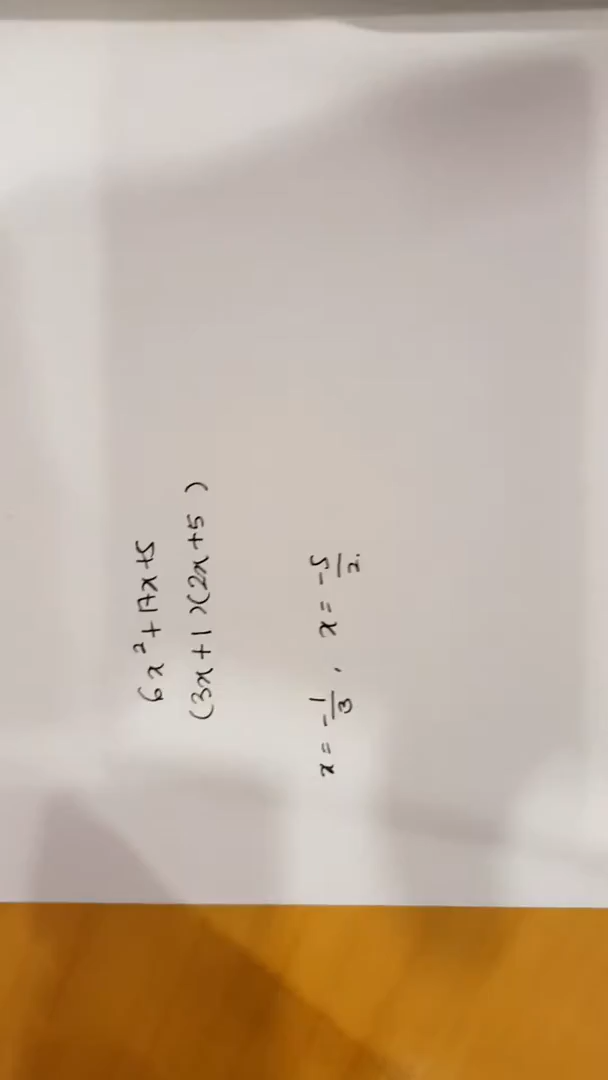 6x² + 17x + 5
(3x + 1)(2x + 5)
x = -1/3, x = -5/2.